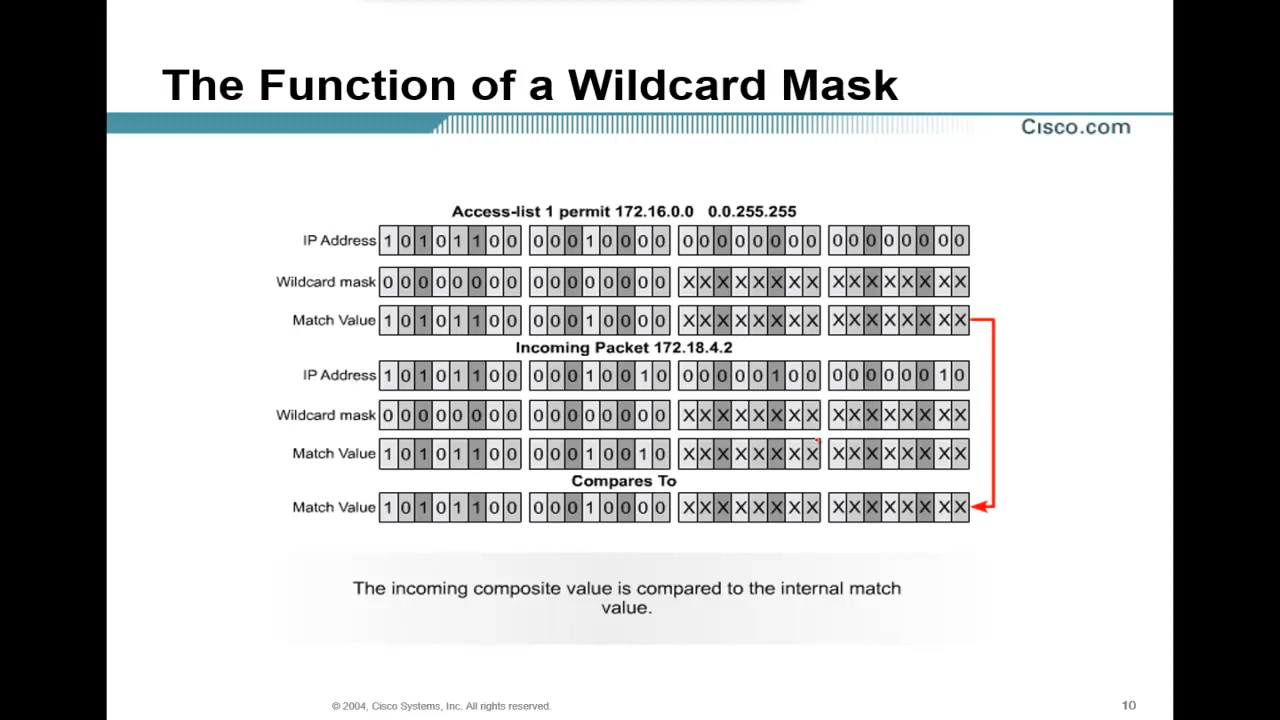 The Function of a Wildcard Mask
Cisco.com
Access-list 1 permit 172.16.0.0 0.0.255.255
IP Address 1 0 1 0 1 1 0 0 0 0 0 1 0 0 0 0 0 0 0 0 0 0 0 0 0 0 0 0 0 0 0 0
Wildcard mask 0 0 0 0 0 0 0 0 0 0 0 0 0 0 0 0 X X X X X X X X X X X X X X X X
Match Value 1 0 1 0 1 1 0 0 0 0 0 1 0 0 0 0 X X X X X X X X X X X X X X X X
Incoming Packet 172.18.4.2
IP Address 1 0 1 0 1 1 0 0 0 0 0 1 0 0 1 0 0 0 0 0 0 1 0 0 0 0 0 0 0 0 1 0
Wildcard mask 0 0 0 0 0 0 0 0 0 0 0 0 0 0 0 0 X X X X X X X X X X X X X X X X
Match Value 1 0 1 0 1 1 0 0 0 0 0 1 0 0 1 0 X X X X X X X X X X X X X X X X
Compares To
Match Value 1 0 1 0 1 1 0 0 0 0 0 1 0 0 0 0 X X X X X X X X X X X X X X X X
The incoming composite value is compared to the internal match
value.
© 2004, Cisco Systems, Inc. All rights reserved.
10